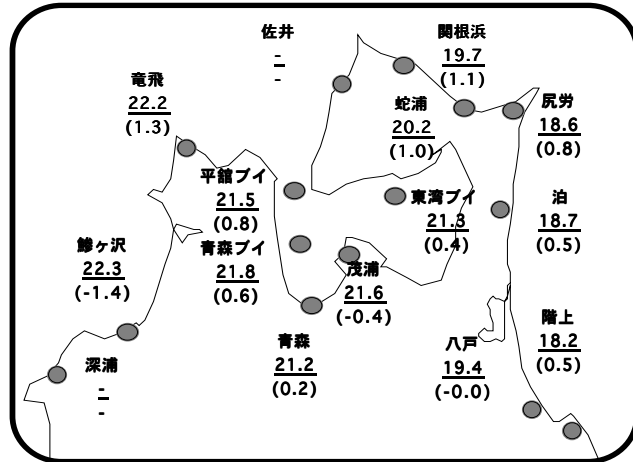 佐井
-
-
関根浜
19.7
(1.1)
竜飛
22.2
(1.3)
蛇浦
20.2
(1.0)
尻労
18.6
(0.8)
平舘ブイ
21.5
(0.8)
東湾ブイ
21.3
(0.4)
泊
18.7
(0.5)
鰺ヶ沢
22.3
(-1.4)
青森ブイ
21.8
(0.6)
茂浦
21.6
(-0.4)
青森
21.2
(0.2)
八戸
19.4
(-0.0)
階上
18.2
(0.5)
深浦
-
-